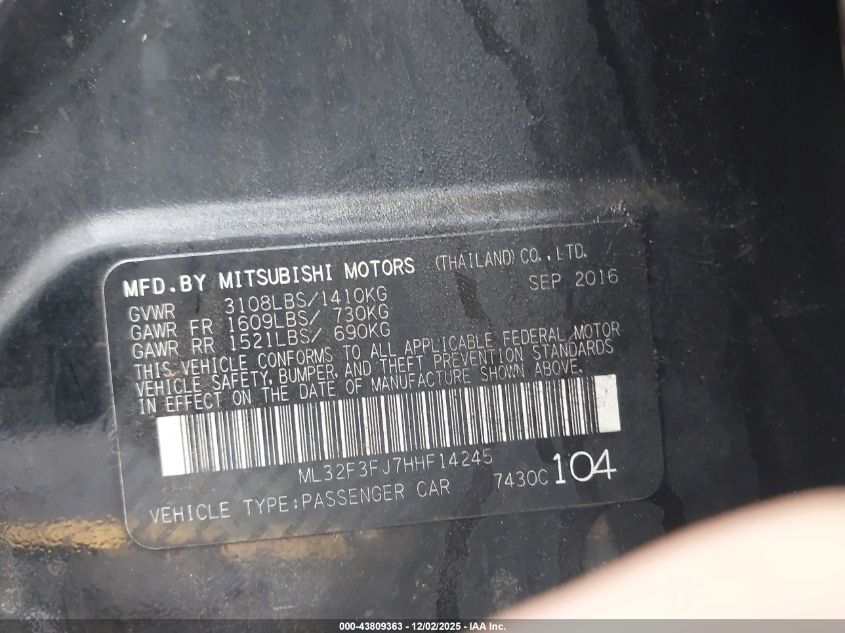 MFD.BY MITSUBISHI MOTORS (THAILAND) CO., LTD.
GVWR 3108LBS/1410KG SEP 2016
GAWR FR 1609LBS/ 730KG
GAWR RR 1521LBS/ 690KG
THIS VEHICLE CONFORMS TO ALL APPLICABLE FEDERAL MOTOR
VEHICLE SAFETY, BUMPER, AND THEFT PREVENTION STANDARDS
IN EFFECT ON THE DATE OF MANUFACTURE SHOWN ABOVE.
ML32F3FJ7HHF14245
VEHICLE TYPE:PASSENGER CAR 7430C 104
000-43809363 - 12/02/2025 - IAA Inc.